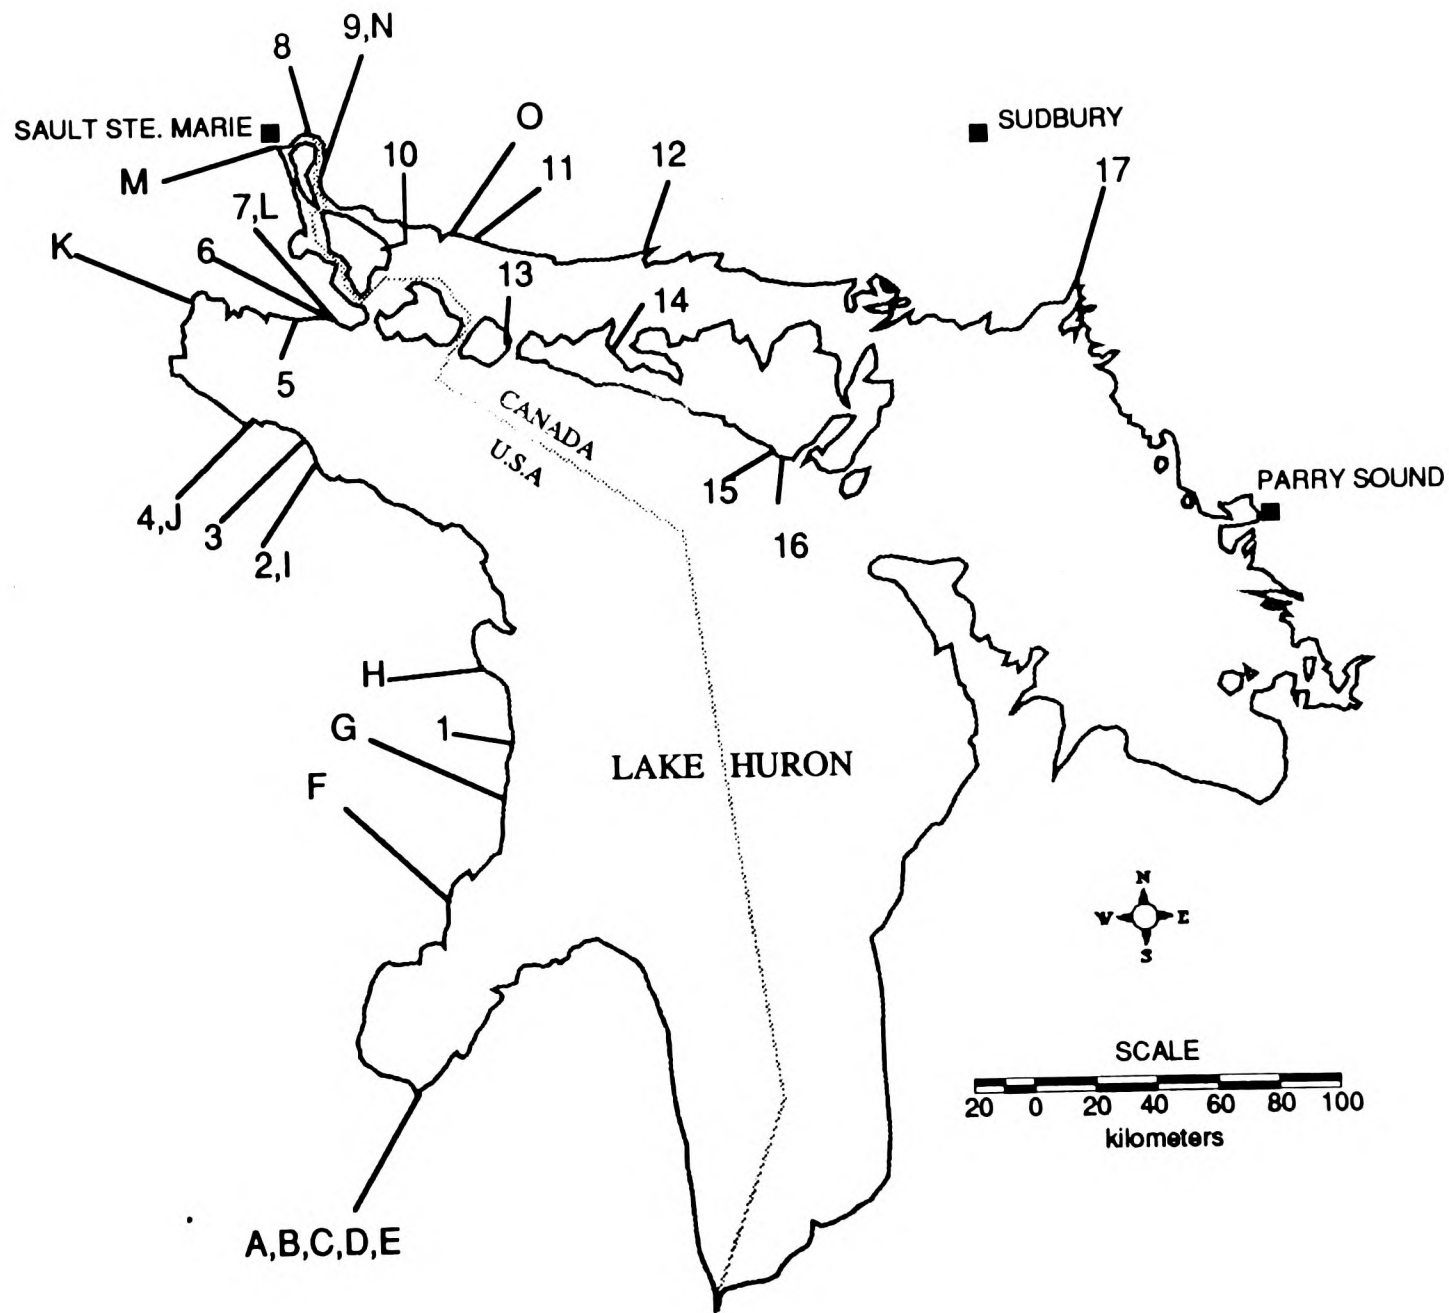 9,N
8
SAULT STE. MARIE
SUDBURY
O
M
10
11
12
17
7,L
K
6
13
14
5
CANADA
U.S.A
15
16
4,J
3
2,I
PARRY SOUND
H
G
1
F
LAKE HURON
N
W E
S
SCALE
20 0 20 40 60 80 100
kilometers
A,B,C,D,E